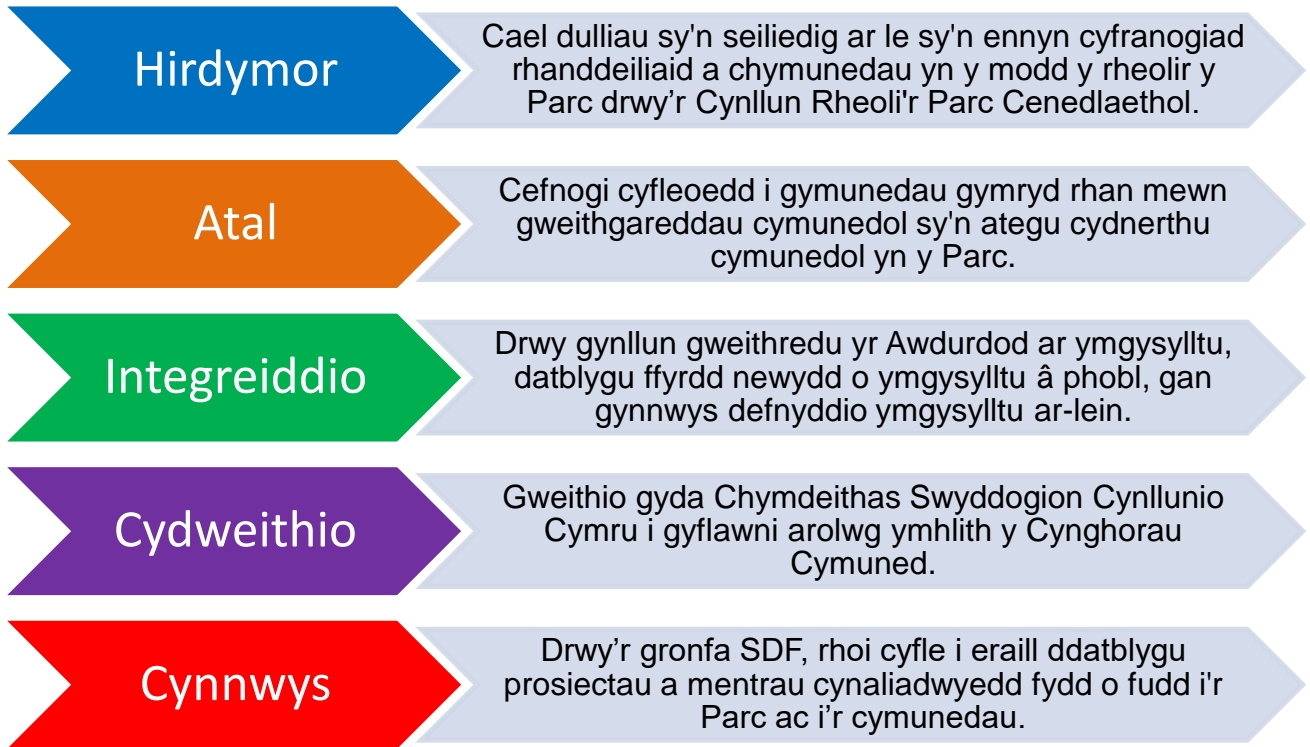 Hirdymor
Cael dulliau sy'n seiliedig ar le sy'n ennyn cyfranogiad
rhanddeiliaid a chymunedau yn y modd y rheolir y
Parc drwy’r Cynllun Rheoli'r Parc Cenedlaethol.
Atal
Cefnogi cyfleoedd i gymunedau gymryd rhan mewn
gweithgareddau cymunedol sy'n ategu cydnerthu
cymunedol yn y Parc.
Integreiddio
Drwy gynllun gweithredu yr Awdurdod ar ymgysylltu,
datblygu ffyrdd newydd o ymgysylltu â phobl, gan
gynnwys defnyddio ymgysylltu ar-lein.
Cydweithio
Gweithio gyda Chymdeithas Swyddogion Cynllunio
Cymru i gyflawni arolwg ymhlith y Cynghorau
Cymuned.
Cynnwys
Drwy’r gronfa SDF, rhoi cyfle i eraill ddatblygu
prosiectau a mentrau cynaliadwyedd fydd o fudd i'r
Parc ac i’r cymunedau.